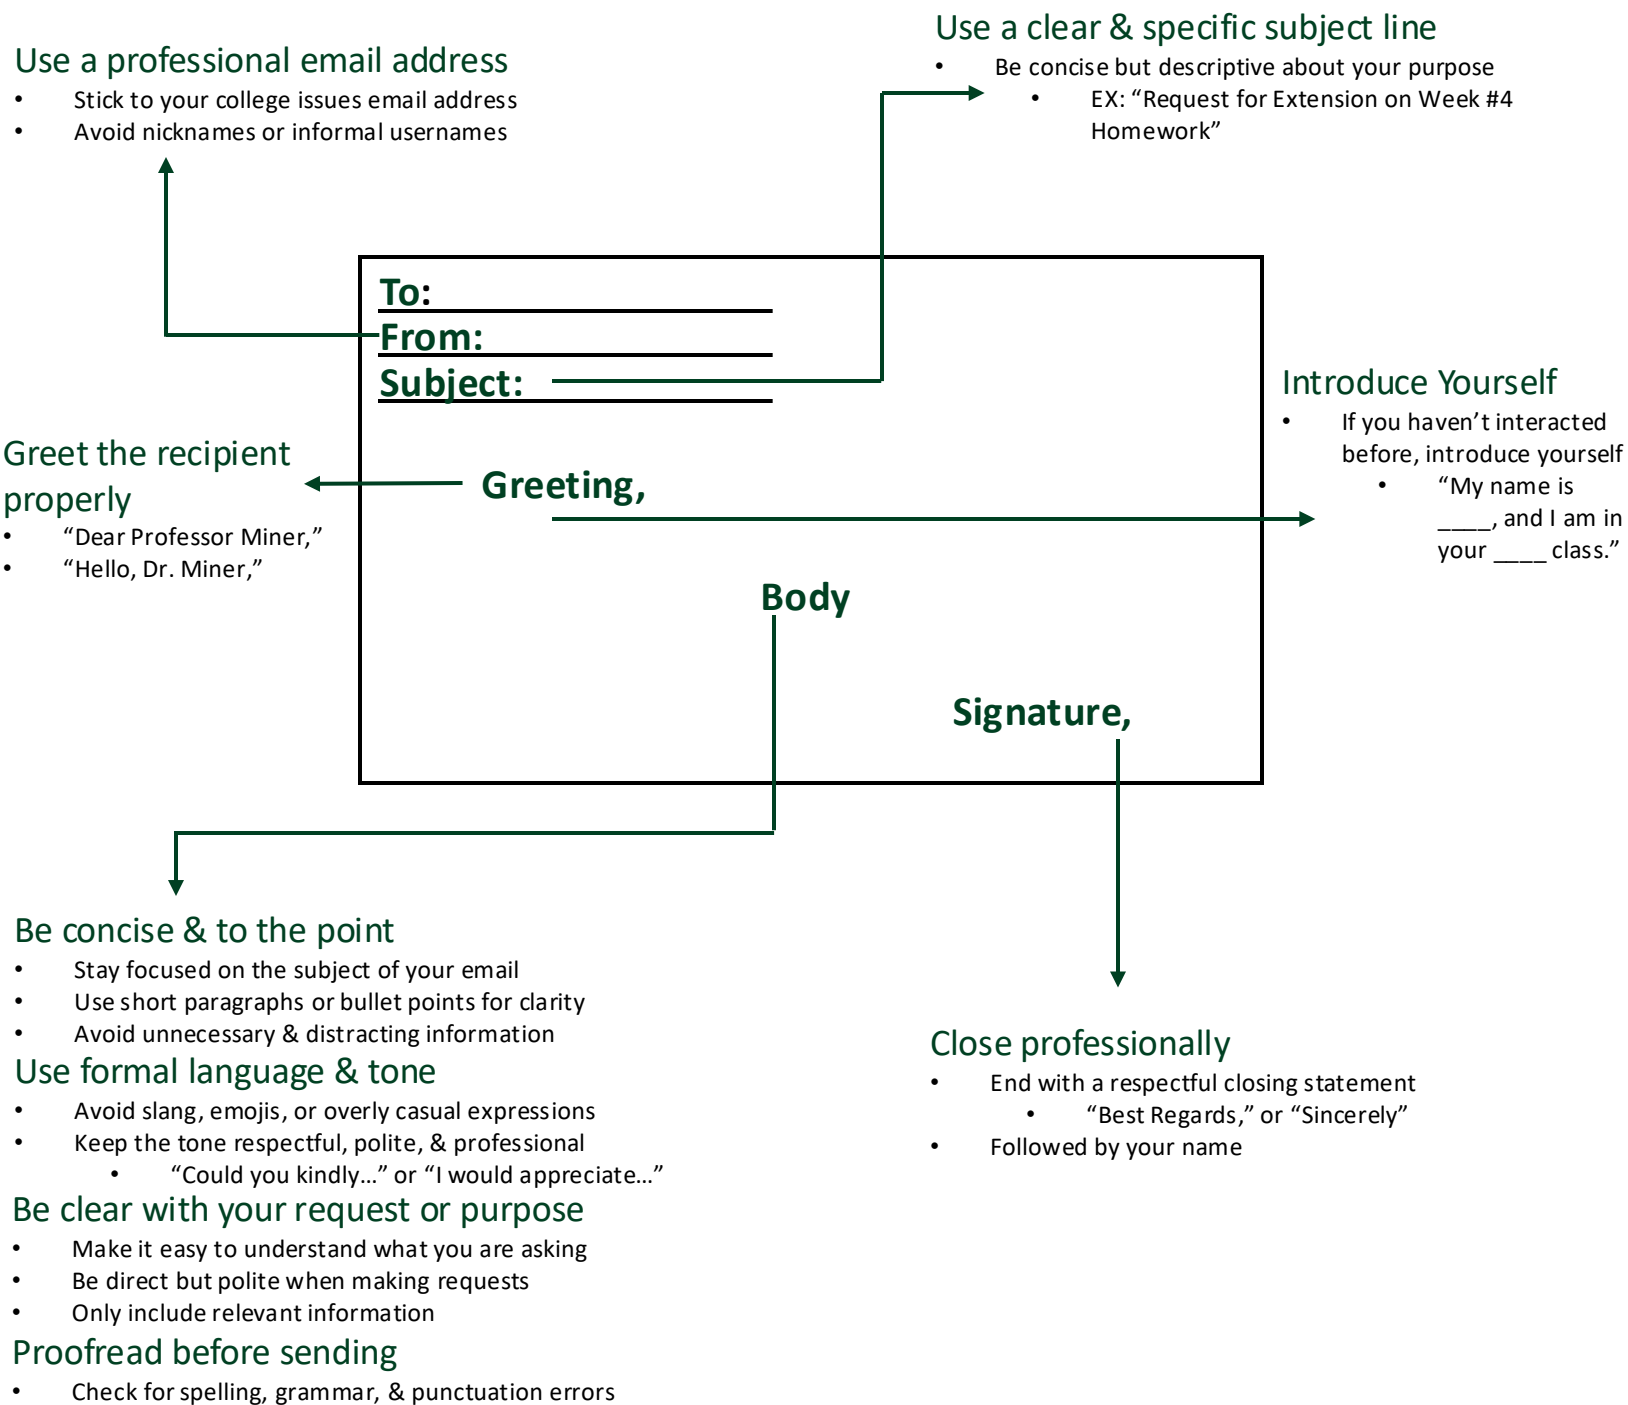 Use a professional email address
• Stick to your college issues email address
• Avoid nicknames or informal usernames
Use a clear & specific subject line
• Be concise but descriptive about your purpose
• EX: “Request for Extension on Week #4
Homework”
To:
From:
Subject:
Greeting,
Body
Signature,
Introduce Yourself
• If you haven’t interacted
before, introduce yourself
• “My name is
____, and I am in
your ____ class.”
Greet the recipient
properly
• “Dear Professor Miner,”
• “Hello, Dr. Miner,”
Be concise & to the point
• Stay focused on the subject of your email
• Use short paragraphs or bullet points for clarity
• Avoid unnecessary & distracting information
Use formal language & tone
• Avoid slang, emojis, or overly casual expressions
• Keep the tone respectful, polite, & professional
• “Could you kindly…” or “I would appreciate…”
Be clear with your request or purpose
• Make it easy to understand what you are asking
• Be direct but polite when making requests
• Only include relevant information
Proofread before sending
• Check for spelling, grammar, & punctuation errors
Close professionally
• End with a respectful closing statement
• “Best Regards,” or “Sincerely”
• Followed by your name